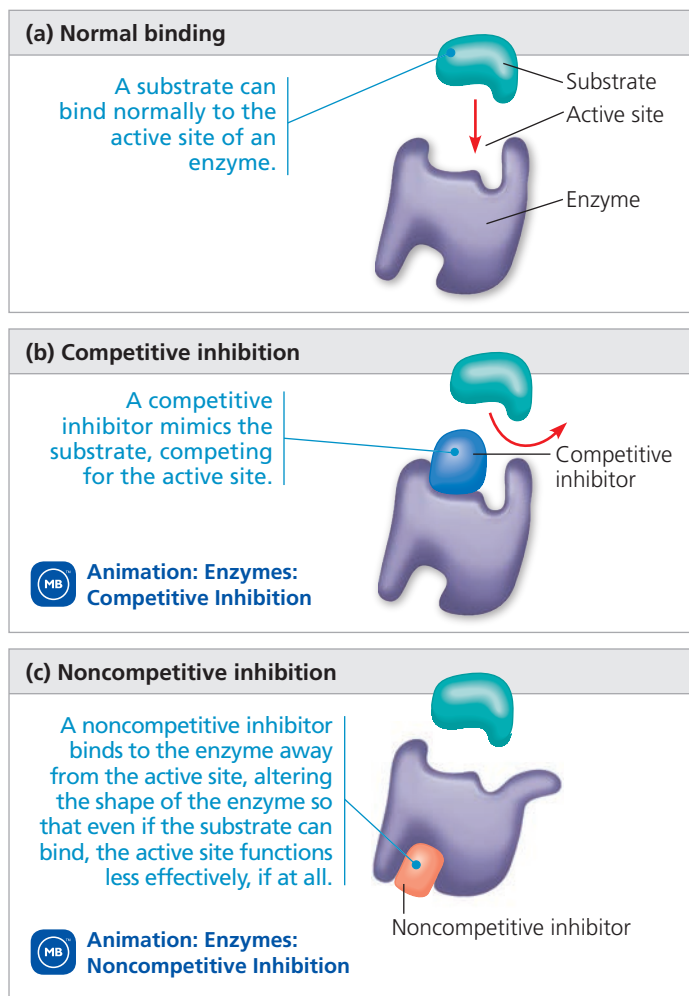 (a) Normal binding
A substrate can
bind normally to the
active site of an
enzyme.
Substrate
Active site
Enzyme
(b) Competitive inhibition
A competitive
inhibitor mimics the
substrate, competing
for the active site.
Competitive
inhibitor
MB™
Animation: Enzymes:
Competitive Inhibition
(c) Noncompetitive inhibition
A noncompetitive inhibitor
binds to the enzyme away
from the active site, altering
the shape of the enzyme so
that even if the substrate can
bind, the active site functions
less effectively, if at all.
Noncompetitive inhibitor
MB™
Animation: Enzymes:
Noncompetitive Inhibition